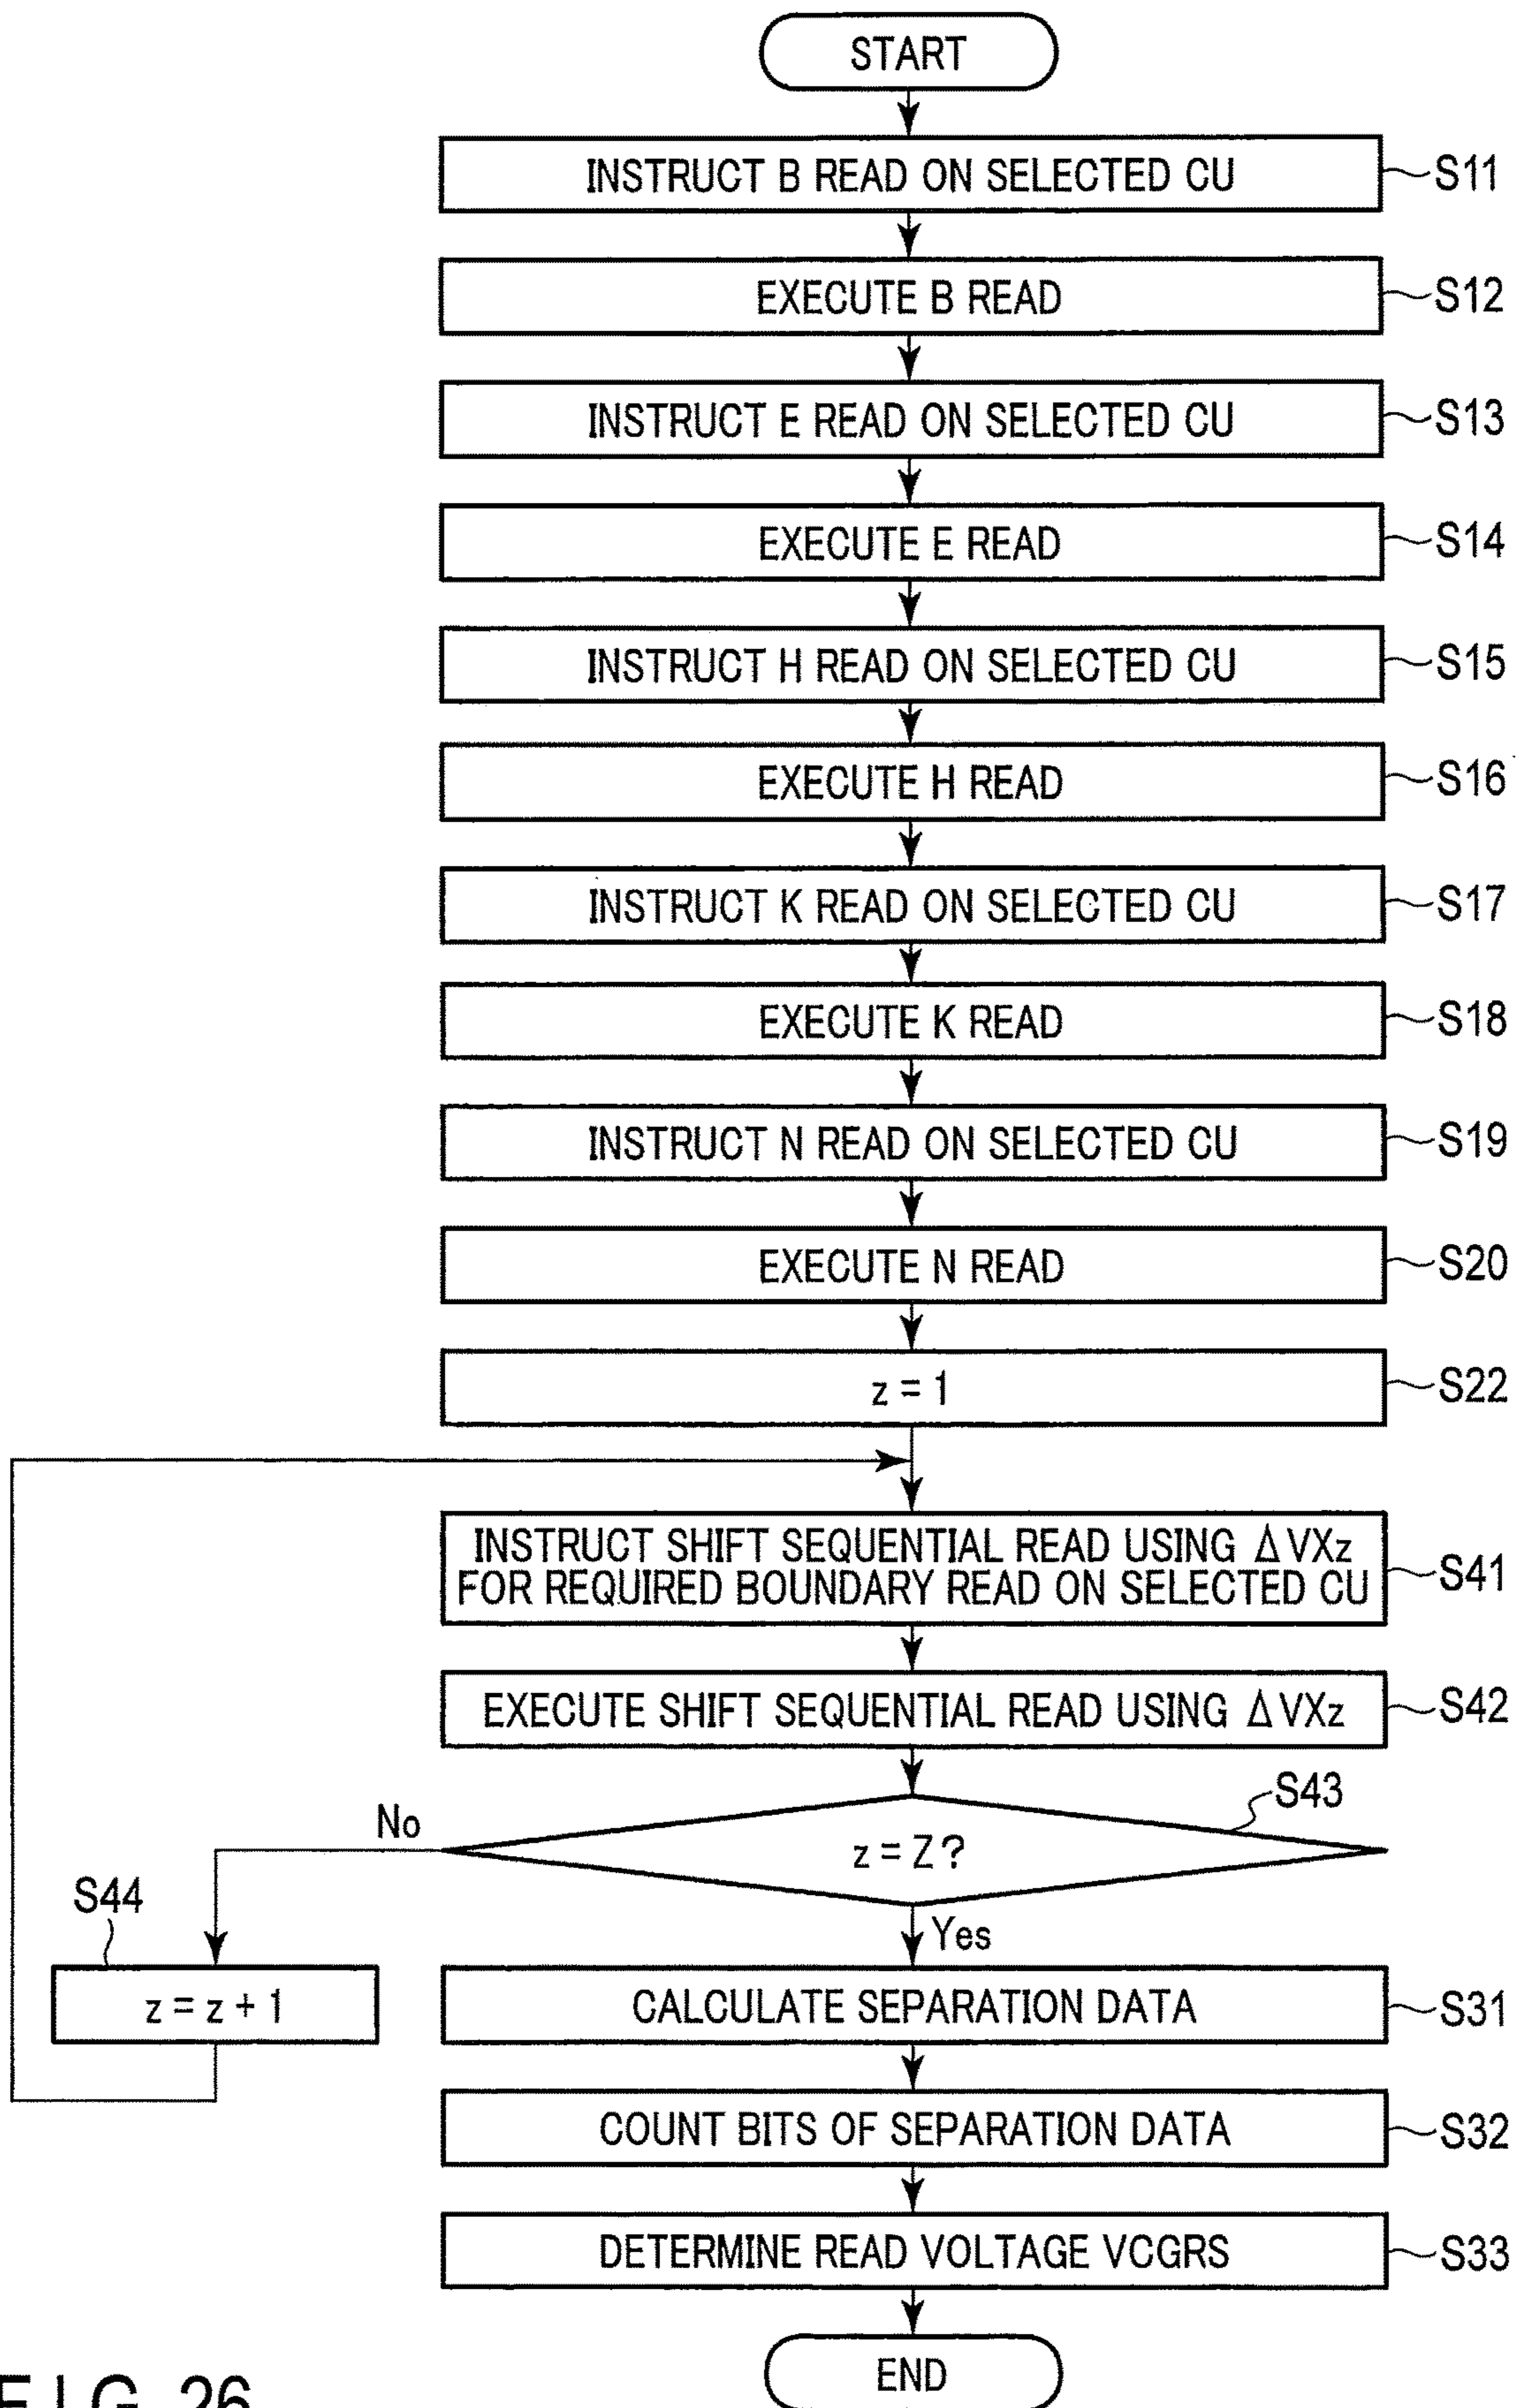 START
INSTRUCT B READ ON SELECTED CU
S11
EXECUTE B READ
S12
INSTRUCT E READ ON SELECTED CU
S13
EXECUTE E READ
S14
INSTRUCT H READ ON SELECTED CU
S15
EXECUTE H READ
S16
INSTRUCT K READ ON SELECTED CU
S17
EXECUTE K READ
S18
INSTRUCT N READ ON SELECTED CU
S19
EXECUTE N READ
S20
z = 1
S22
INSTRUCT SHIFT SEQUENTIAL READ USING ΔVXz
FOR REQUIRED BOUNDARY READ ON SELECTED CU
S41
EXECUTE SHIFT SEQUENTIAL READ USING ΔVXz
S42
S43
No
z = Z?
S44
Yes
z = z + 1
CALCULATE SEPARATION DATA
S31
COUNT BITS OF SEPARATION DATA
S32
DETERMINE READ VOLTAGE VCGRS
S33
END
FIG. 26